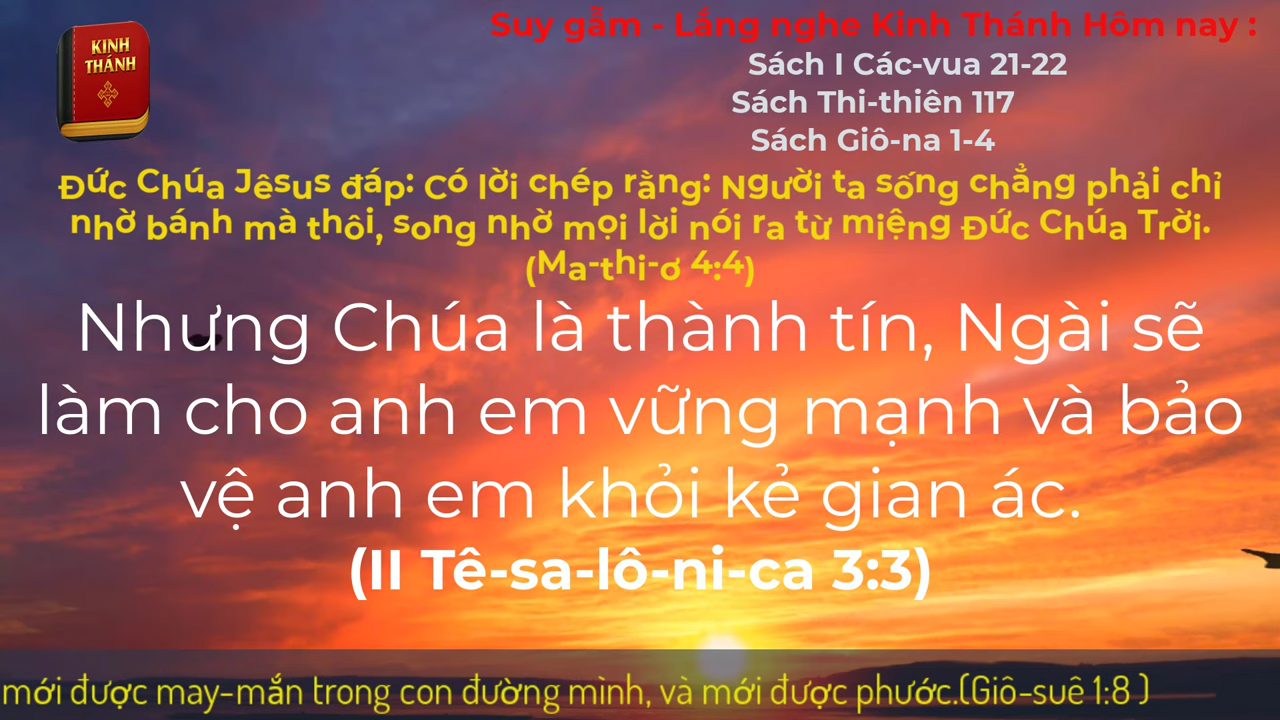 KINH
THÁNH
Suy gẫm - Lắng nghe Kinh Thánh Hôm nay :
Sách I Các-vua 21-22
Sách Thi-thiên 117
Sách Giô-na 1-4
Đức Chúa Jêsus đáp: Có lời chép rằng: Người ta sống chẳng phải chỉ
nhờ bánh mà thôi, song nhờ mọi lời nói ra từ miệng Đức Chúa Trời.
(Ma-thi-ơ 4:4)
Nhưng Chúa là thành tín, Ngài sẽ
làm cho anh em vững mạnh và bảo
vệ anh em khỏi kẻ gian ác.
(II Tê-sa-lô-ni-ca 3:3)
mới được may-mắn trong con đường mình, và mới được phước.(Giô-suê 1:8 )